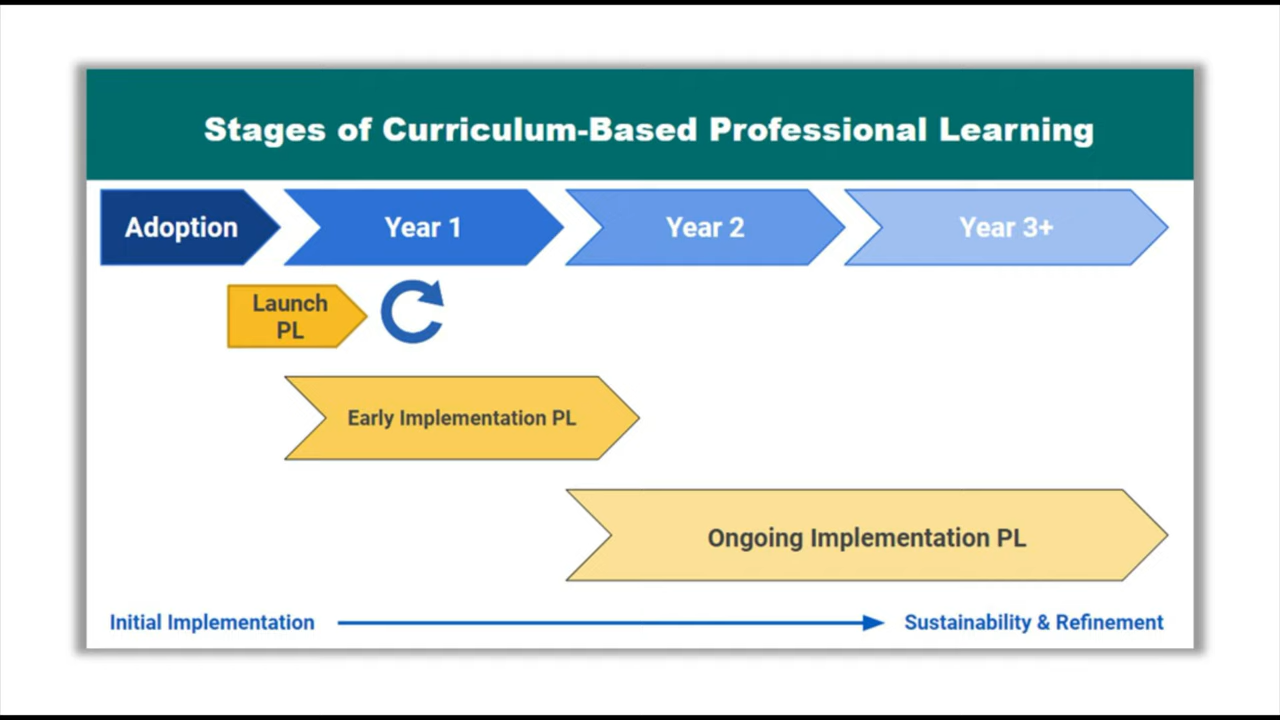 Stages of Curriculum-Based Professional Learning
Adoption
Year 1
Year 2
Year 3+
Launch
PL
Early Implementation PL
Ongoing Implementation PL
Initial Implementation
Sustainability & Refinement